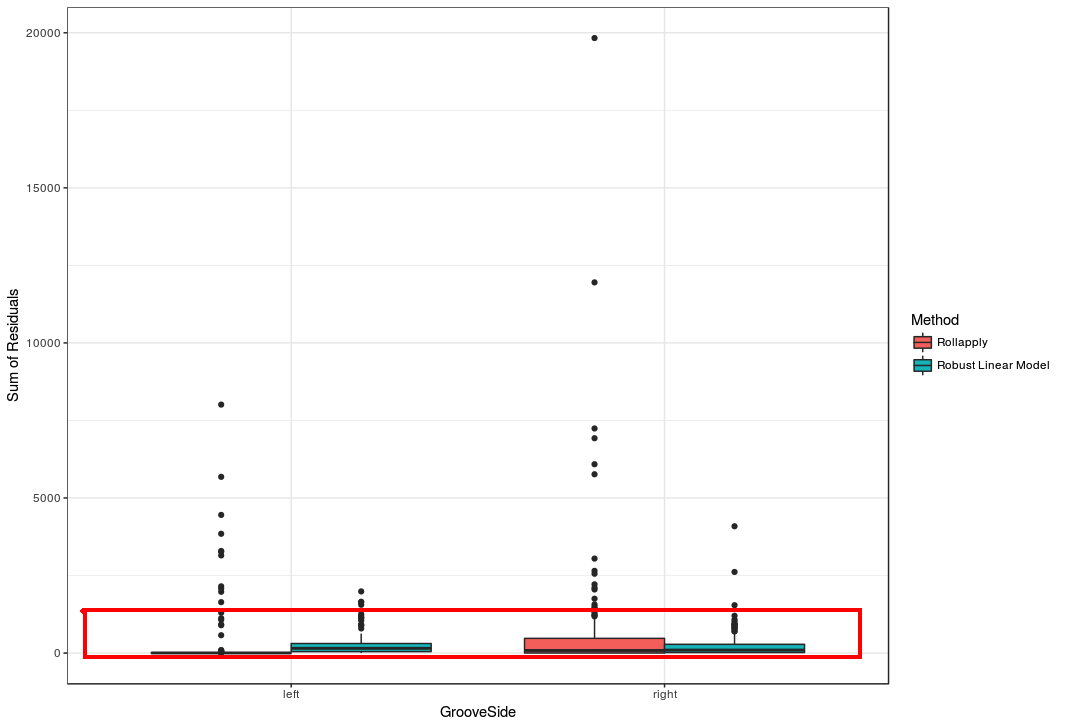 20000
15000
10000
5000
0
Sum of Residuals
left
right
GrooveSide
Method
Rollapply
Robust Linear Model